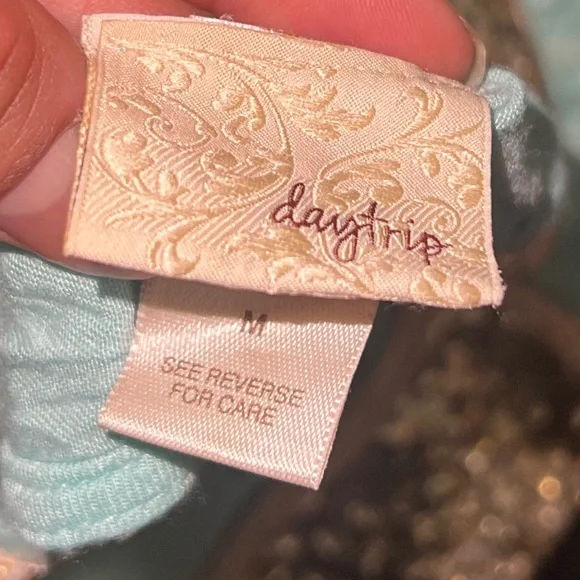 daytrip
M
SEE REVERSE
FOR CARE